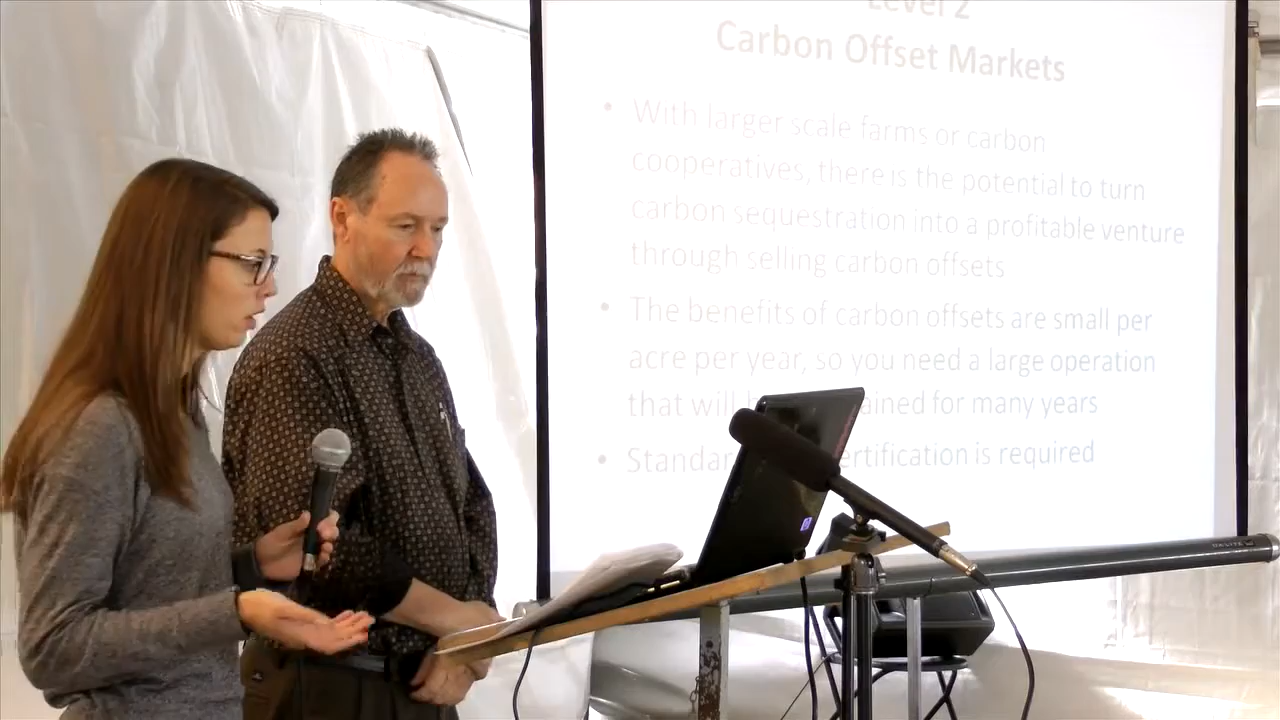 Level 2
Carbon Offset Markets
• With larger scale farms or carbon
cooperatives, there is the potential to turn
carbon sequestration into a profitable venture
through selling carbon offsets
• The benefits of carbon offsets are small per
acre per year, so you need a large operation
that will ained for many years
• Standar ertification is required